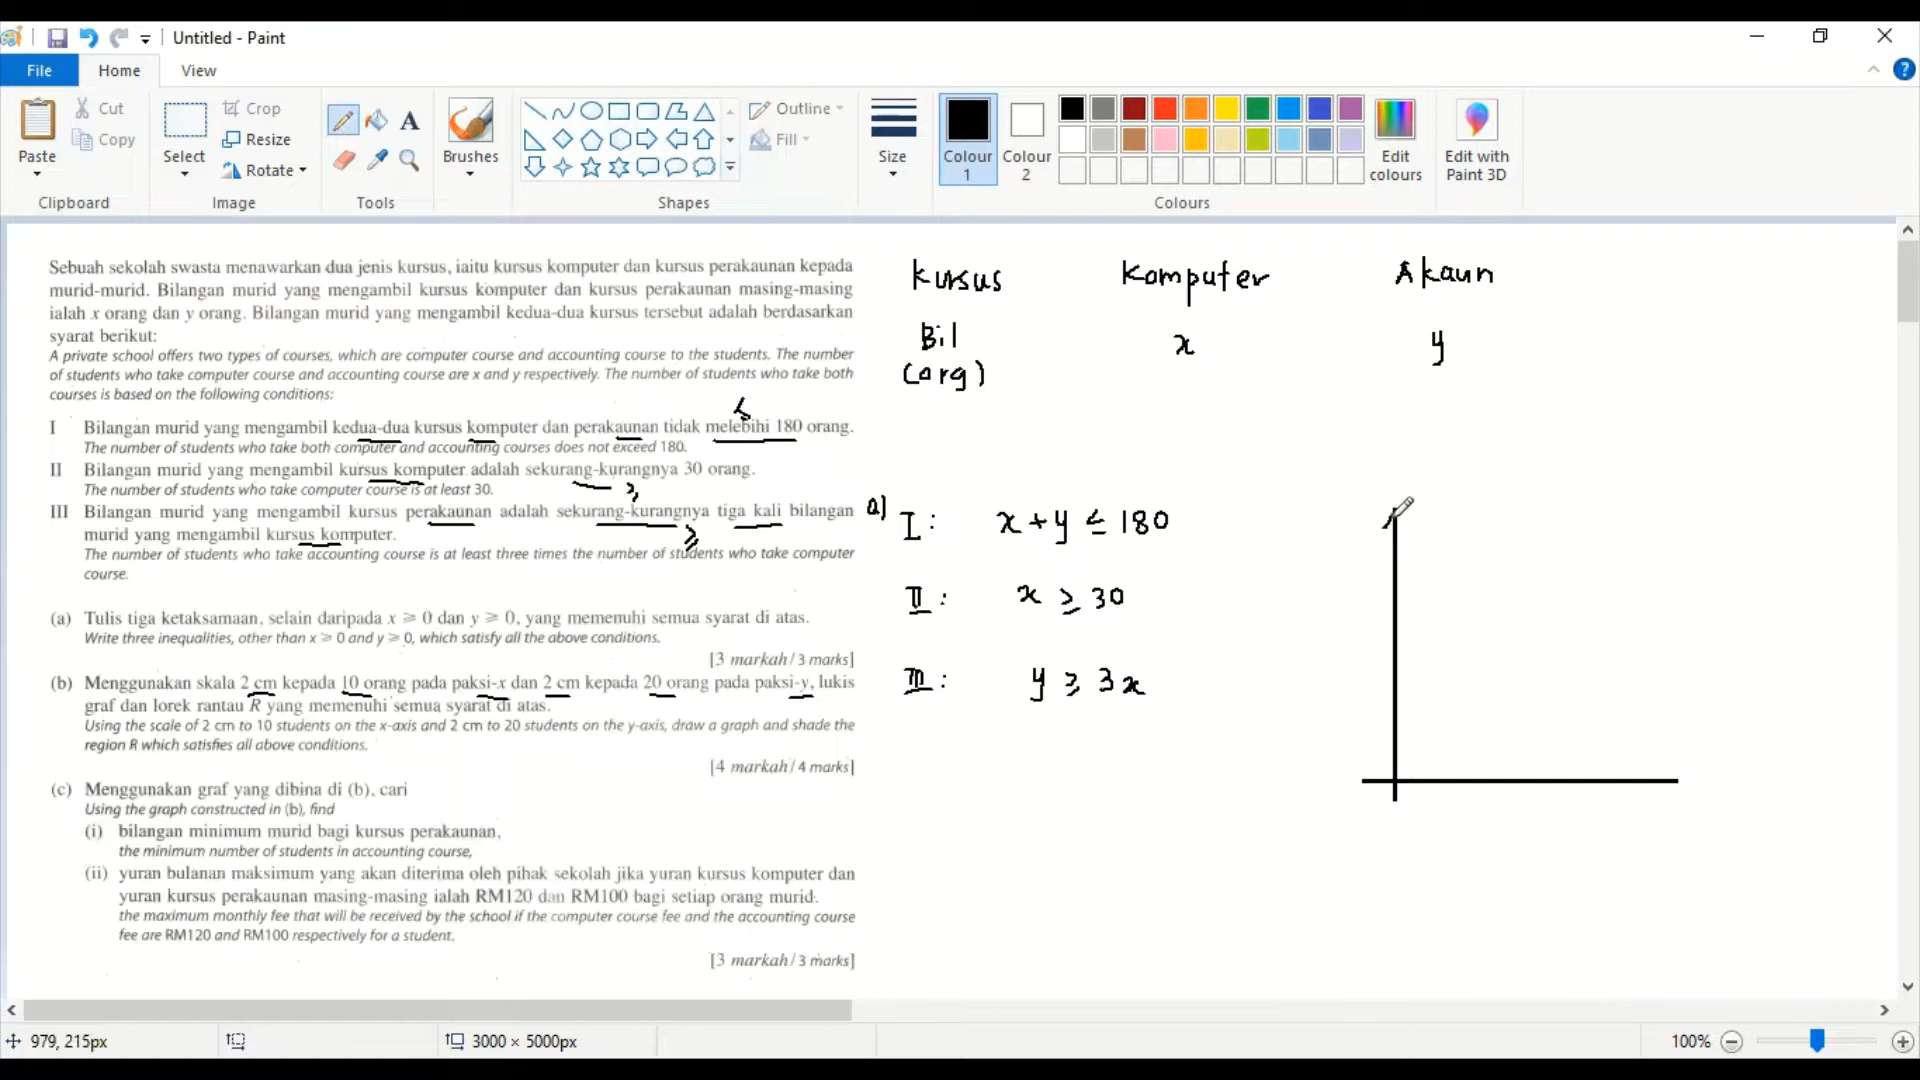 Untitled - Paint
File
Home
View
Paste
Cut
Copy
Clipboard
Select
Crop
Resize
Rotate
Image
A
Tools
Brushes
Outline
Fill
Shapes
Size
Colour 1
Colour 2
Edit colours
Edit with Paint 3D
Colours
Sebuah sekolah swasta menawarkan dua jenis kursus, iaitu kursus komputer dan kursus perakaunan kepada
murid-murid. Bilangan murid yang mengambil kursus komputer dan kursus perakaunan masing-masing
ialah x orang dan y orang. Bilangan murid yang mengambil kedua-dua kursus tersebut adalah berdasarkan
syarat berikut:
A private school offers two types of courses, which are computer course and accounting course to the students. The number
of students who take computer course and accounting course are x and y respectively. The number of students who take both
courses is based on the following conditions:
≤
I Bilangan murid yang mengambil kedua-dua kursus komputer dan perakaunan tidak melebihi 180 orang.
The number of students who take both computer and accounting courses does not exceed 180.
II Bilangan murid yang mengambil kursus komputer adalah sekurang-kurangnya 30 orang.
The number of students who take computer course is at least 30.
≥
III Bilangan murid yang mengambil kursus perakaunan adalah sekurang-kurangnya tiga kali bilangan
murid yang mengambil kursus komputer.
≥
The number of students who take accounting course is at least three times the number of students who take computer
course.
(a) Tulis tiga ketaksamaan, selain daripada x ≥ 0 dan y ≥ 0, yang memenuhi semua syarat di atas.
Write three inequalities, other than x ≥ 0 and y ≥ 0, which satisfy all the above conditions.
[3 markah/3 marks]
(b) Menggunakan skala 2 cm kepada 10 orang pada paksi-x dan 2 cm kepada 20 orang pada paksi-y, lukis
graf dan lorek rantau R yang memenuhi semua syarat di atas.
Using the scale of 2 cm to 10 students on the x-axis and 2 cm to 20 students on the y-axis, draw a graph and shade the
region R which satisfies all above conditions.
[4 markah/4 marks]
(c) Menggunakan graf yang dibina di (b), cari
Using the graph constructed in (b), find
(i) bilangan minimum murid bagi kursus perakaunan,
the minimum number of students in accounting course,
(ii) yuran bulanan maksimum yang akan diterima oleh pihak sekolah jika yuran kursus komputer dan
yuran kursus perakaunan masing-masing ialah RM120 dan RM100 bagi setiap orang murid.
the maximum monthly fee that will be received by the school if the computer course fee and the accounting course
fee are RM120 and RM100 respectively for a student.
[3 markah/3 marks]
Kursus Komputer Akaun
Bil x y
(org)
a) I : x + y ≤ 180
II : x ≥ 30
III : y ≥ 3x
979, 215px
3000 × 5000px
100%